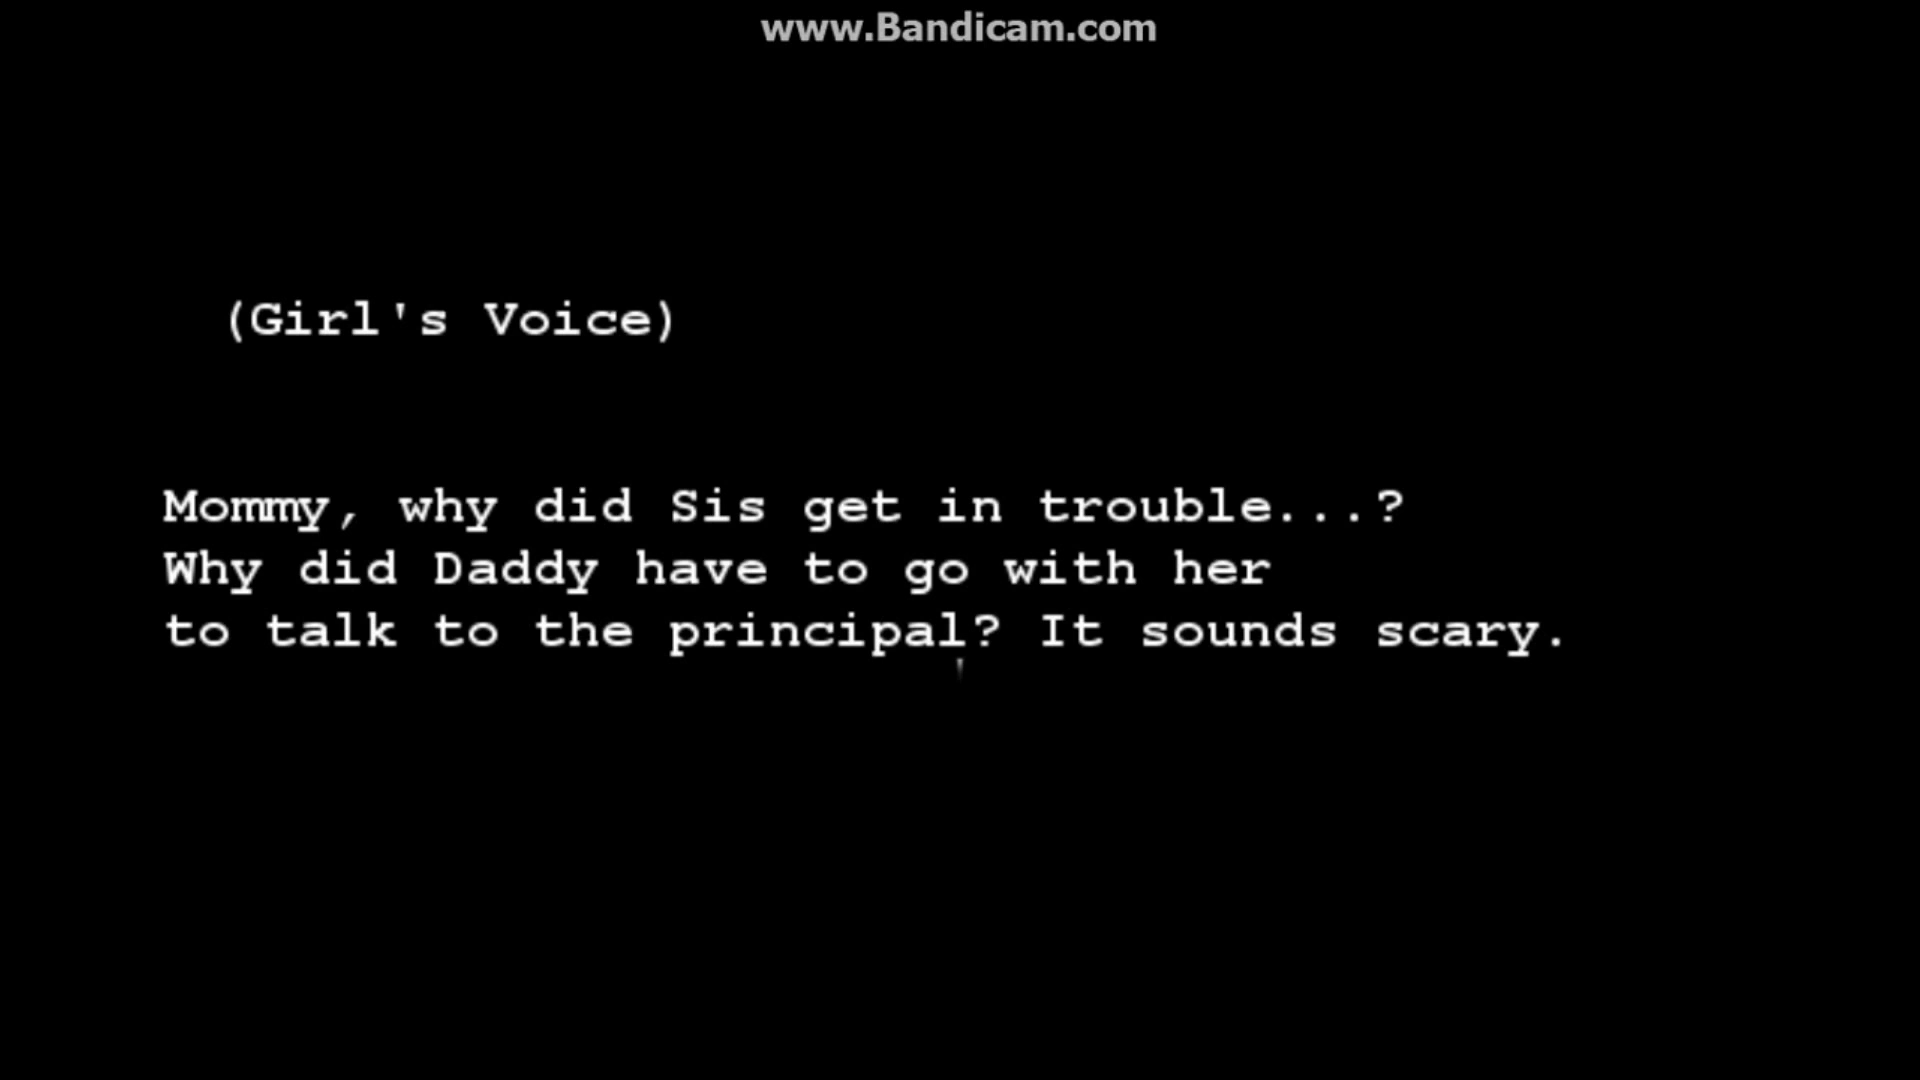 www.Bandicam.com
(Girl's Voice)
Mommy, why did Sis get in trouble...?
Why did Daddy have to go with her
to talk to the principal? It sounds scary.